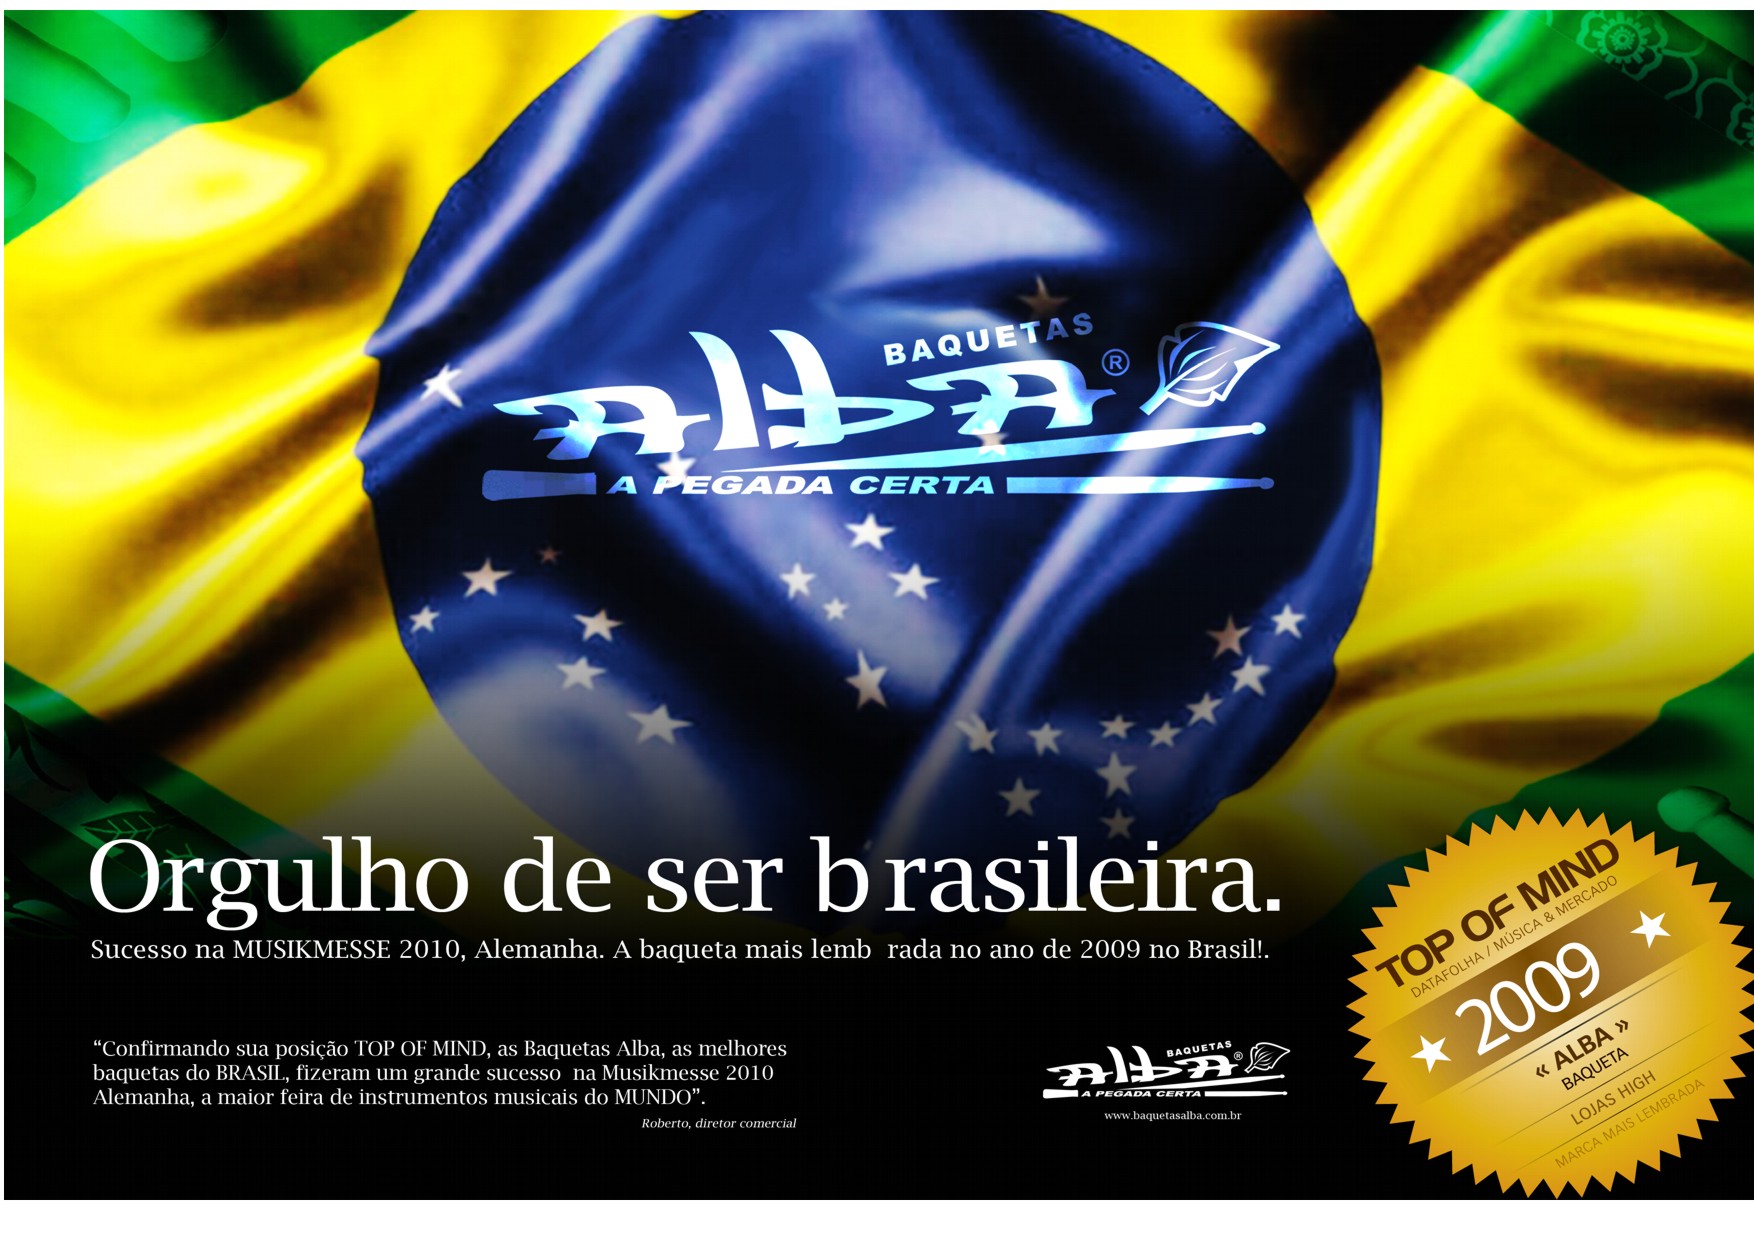 BAQUETAS
alba®
A PEGADA CERTA
Orgulho de ser brasileira.
Sucesso na MUSIKMESSE 2010, Alemanha. A baqueta mais lemb rada no ano de 2009 no Brasil!.
“Confirmando sua posição TOP OF MIND, as Baquetas Alba, as melhores
baquetas do BRASIL, fizeram um grande sucesso na Musikmesse 2010
Alemanha, a maior feira de instrumentos musicais do MUNDO”.
Roberto, diretor comercial
BAQUETAS
alba®
A PEGADA CERTA
www.baquetasalba.com.br
TOP OF MIND
DATAFOLHA / MÚSICA & MERCADO
2009
« ALBA »
BAQUETA
LOJAS HIGH
MARCA MAIS LEMBRADA